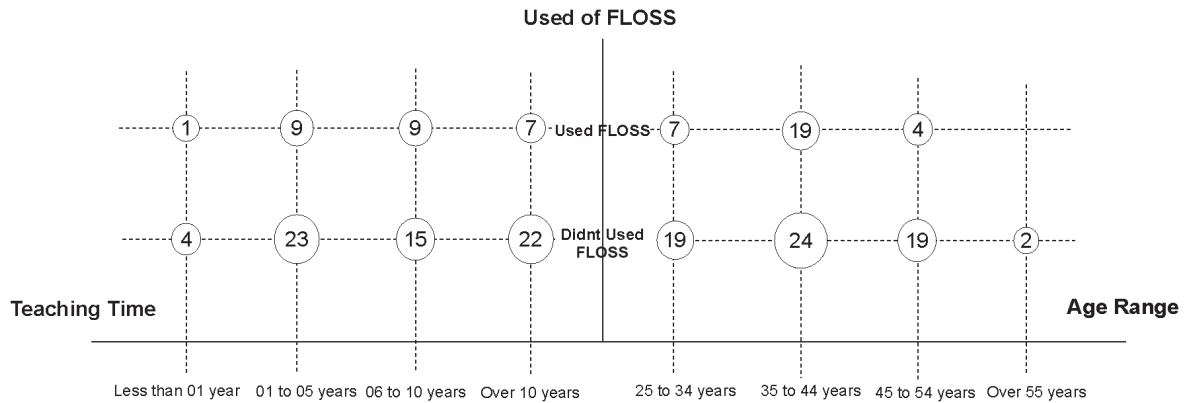 Used of FLOSS
1 9 9 7 Used FLOSS 7 19 4
4 23 15 22 Didnt Used 19 24 19 2
FLOSS
Teaching Time
Age Range
Less than 01 year 01 to 05 years 06 to 10 years Over 10 years 25 to 34 years 35 to 44 years 45 to 54 years Over 55 years